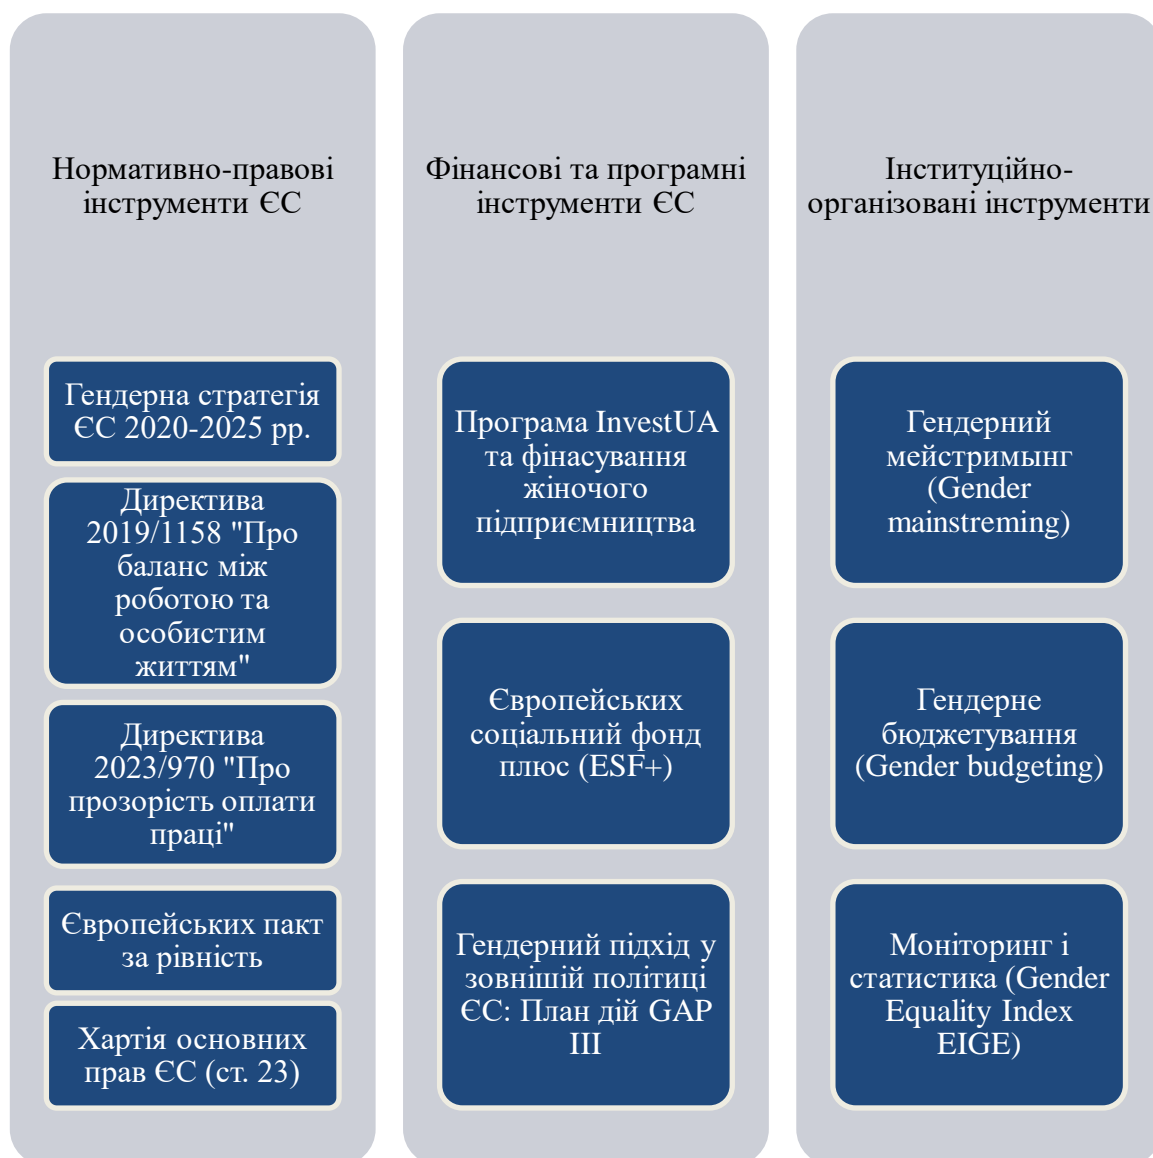 Нормативно-правові
інструменти ЄС
Гендерна стратегія
ЄС 2020-2025 рр.
Директива
2019/1158 "Про
баланс між
роботою та
особистим
життям"
Директива
2023/970 "Про
прозорість оплати
праці"
Європейських пакт
за рівність
Хартія основних
прав ЄС (ст. 23)
Фінансові та програмні
інструменти ЄС
Програма InvestUA
та фінасування
жіночого
підприємництва
Європейських
соціальний фонд
плюс (ESF+)
Гендерний підхід у
зовнішній політиці
ЄС: План дій GAP
III
Інституційно-
організовані інструменти
Гендерний
мейстримынг
(Gender
mainstreming)
Гендерне
бюджетування
(Gender budgeting)
Моніторинг і
статистика (Gender
Equality Index
EIGE)